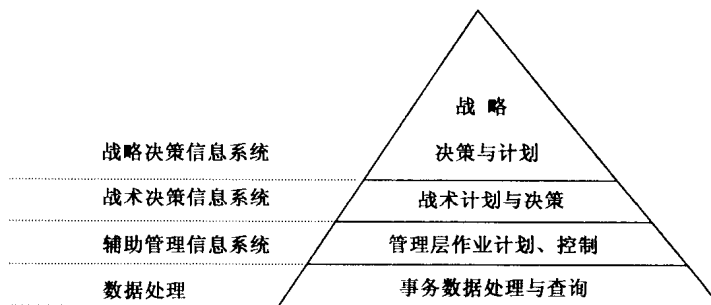 战略
战略决策信息系统 决策与计划
战术决策信息系统 战术计划与决策
辅助管理信息系统 管理层作业计划、控制
数据处理 事务数据处理与查询